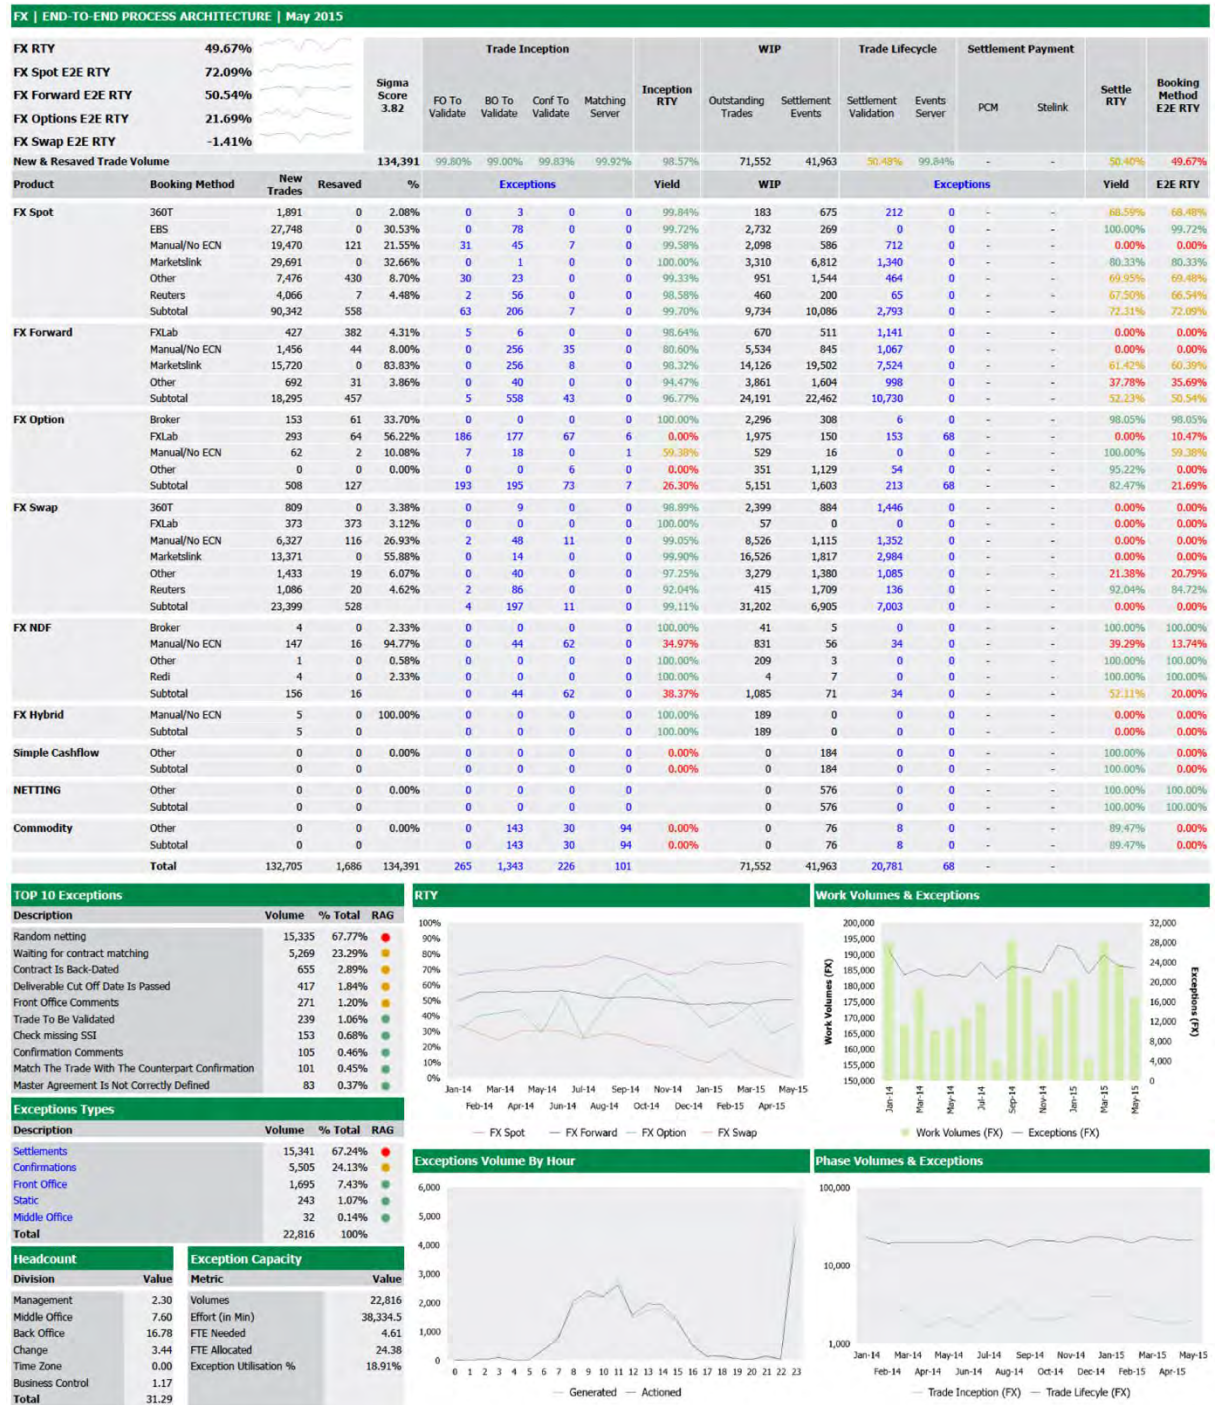 FX | END-TO-END PROCESS ARCHITECTURE | May 2015
FX RTY 49.67%
FX Spot E2E RTY 72.09%
FX Forward E2E RTY 50.54%
FX Options E2E RTY 21.69%
FX Swap E2E RTY -1.41%
Sigma Score 3.82
Trade Inception WIP Trade Lifecycle Settlement Payment
FO To Validate BO To Validate Conf To Validate Matching Server Inception RTY Outstanding Trades Settlement Events Settlement Validation Events Server PCM Stelink Settle RTY Booking Method E2E RTY
New & Resaved Trade Volume 134,391 99.80% 99.00% 99.83% 99.92% 98.57% 71,552 41,963 50.48% 99.84% - - 50.40% 49.67%
Product Booking Method New Trades Resaved % Exceptions Yield WIP Exceptions Yield E2E RTY
FX Spot 360T 1,891 0 2.08% 0 3 0 0 99.84% 183 675 212 0 - - 68.59% 68.48%
EBS 27,748 0 30.53% 0 78 0 0 99.72% 2,732 269 0 0 - - 100.00% 99.72%
Manual/No ECN 19,470 121 21.55% 31 45 7 0 99.58% 2,098 586 712 0 - - 0.00% 0.00%
Marketslink 29,691 0 32.66% 0 1 0 0 100.00% 3,310 6,812 1,340 0 - - 80.33% 80.33%
Other 7,476 430 8.70% 30 23 0 0 99.33% 951 1,544 464 0 - - 69.95% 69.48%
Reuters 4,066 7 4.48% 2 56 0 0 98.58% 460 200 65 0 - - 67.50% 66.54%
Subtotal 90,342 558 63 206 7 0 99.70% 9,734 10,086 2,793 0 - - 72.31% 72.09%
FX Forward FXLab 427 382 4.31% 5 6 0 0 98.64% 670 511 1,141 0 - - 0.00% 0.00%
Manual/No ECN 1,456 44 8.00% 0 256 35 0 80.60% 5,534 845 1,067 0 - - 0.00% 0.00%
Marketslink 15,720 0 83.83% 0 256 8 0 98.32% 14,126 19,502 7,524 0 - - 61.42% 60.39%
Other 692 31 3.86% 0 40 0 0 94.47% 3,861 1,604 998 0 - - 37.78% 35.69%
Subtotal 18,295 457 5 558 43 0 96.77% 24,191 22,462 10,730 0 - - 52.23% 50.54%
FX Option Broker 153 61 33.70% 0 0 0 0 100.00% 2,296 308 6 0 - - 98.05% 98.05%
FXLab 293 64 56.22% 186 177 67 6 0.00% 1,975 150 153 68 - - 0.00% 10.47%
Manual/No ECN 62 2 10.08% 7 18 0 1 59.38% 529 16 0 0 - - 100.00% 59.38%
Other 0 0 0.00% 0 0 6 0 0.00% 351 1,129 54 0 - - 95.22% 0.00%
Subtotal 508 127 193 195 73 7 26.30% 5,151 1,603 213 68 - - 82.47% 21.69%
FX Swap 360T 809 0 3.38% 0 9 0 0 98.89% 2,399 884 1,446 0 - - 0.00% 0.00%
FXLab 373 373 3.12% 0 0 0 0 100.00% 57 0 0 0 - - 0.00% 0.00%
Manual/No ECN 6,327 116 26.93% 2 48 11 0 99.05% 8,526 1,115 1,352 0 - - 0.00% 0.00%
Marketslink 13,371 0 55.88% 0 14 0 0 99.90% 16,526 1,817 2,984 0 - - 0.00% 0.00%
Other 1,433 19 6.07% 0 40 0 0 97.25% 3,279 1,380 1,085 0 - - 21.38% 20.79%
Reuters 1,086 20 4.62% 2 86 0 0 92.04% 415 1,709 136 0 - - 92.04% 84.72%
Subtotal 23,399 528 4 197 11 0 99.11% 31,202 6,905 7,003 0 - - 0.00% 0.00%
FX NDF Broker 4 0 2.33% 0 0 0 0 100.00% 41 5 0 0 - - 100.00% 100.00%
Manual/No ECN 147 16 94.77% 0 44 62 0 34.97% 831 56 34 0 - - 39.29% 13.74%
Other 1 0 0.58% 0 0 0 0 100.00% 209 3 0 0 - - 100.00% 100.00%
Redi 4 0 2.33% 0 0 0 0 100.00% 4 7 0 0 - - 100.00% 100.00%
Subtotal 156 16 0 44 62 0 38.37% 1,085 71 34 0 - - 52.11% 20.00%
FX Hybrid Manual/No ECN 5 0 100.00% 0 0 0 0 100.00% 189 0 0 0 - - 0.00% 0.00%
Subtotal 5 0 0 0 0 0 100.00% 189 0 0 0 - - 0.00% 0.00%
Simple Cashflow Other 0 0 0.00% 0 0 0 0 0.00% 0 184 0 0 - - 100.00% 0.00%
Subtotal 0 0 0 0 0 0 0.00% 0 184 0 0 - - 100.00% 0.00%
NETTING Other 0 0 0.00% 0 0 0 0 0 576 0 0 - - 100.00% 100.00%
Subtotal 0 0 0 0 0 0 0 576 0 0 - - 100.00% 100.00%
Commodity Other 0 0 0.00% 0 143 30 94 0.00% 0 76 8 0 - - 89.47% 0.00%
Subtotal 0 0 0 143 30 94 0.00% 0 76 8 0 - - 89.47% 0.00%
Total 132,705 1,686 134,391 265 1,343 226 101 71,552 41,963 20,781 68 - -
TOP 10 Exceptions
Description Volume % Total RAG
Random netting 15,335 67.77%
Waiting for contract matching 5,269 23.29%
Contract Is Back-Dated 655 2.89%
Deliverable Cut Off Date Is Passed 417 1.84%
Front Office Comments 271 1.20%
Trade To Be Validated 239 1.06%
Check missing SSI 153 0.68%
Confirmation Comments 105 0.46%
Match The Trade With The Counterpart Confirmation 101 0.45%
Master Agreement Is Not Correctly Defined 83 0.37%
Exceptions Types
Description Volume % Total RAG
Settlements 15,341 67.24%
Confirmations 5,505 24.13%
Front Office 1,695 7.43%
Static 243 1.07%
Middle Office 32 0.14%
Total 22,816 100%
Headcount
Division Value
Management 2.30
Middle Office 7.60
Back Office 16.78
Change 3.44
Time Zone 0.00
Business Control 1.17
Total 31.29
Exception Capacity
Metric Value
Volumes 22,816
Effort (in Min) 38,334.5
FTE Needed 4.61
FTE Allocated 24.38
Exception Utilisation % 18.91%
RTY
100%
90%
80%
70%
60%
50%
40%
30%
20%
10%
0%
Jan-14 Mar-14 May-14 Jul-14 Sep-14 Nov-14 Jan-15 Mar-15 May-15
Feb-14 Apr-14 Jun-14 Aug-14 Oct-14 Dec-14 Feb-15 Apr-15
FX Spot FX Forward FX Option FX Swap
Work Volumes & Exceptions
Work Volumes (FX)
200,000
195,000
190,000
185,000
180,000
175,000
170,000
165,000
160,000
155,000
150,000
32,000
28,000
24,000
20,000
16,000
12,000
8,000
4,000
0
Exceptions (FX)
Jan-14 Mar-14 May-14 Jul-14 Sep-14 Nov-14 Jan-15 Mar-15 May-15
Work Volumes (FX) Exceptions (FX)
Exceptions Volume By Hour
6,000
5,000
4,000
3,000
2,000
1,000
0
0 1 2 3 4 5 6 7 8 9 10 11 12 13 14 15 16 17 18 19 20 21 22 23
Generated Actioned
Phase Volumes & Exceptions
100,000
10,000
1,000
Jan-14 Mar-14 May-14 Jul-14 Sep-14 Nov-14 Jan-15 Mar-15 May-15
Feb-14 Apr-14 Jun-14 Aug-14 Oct-14 Dec-14 Feb-15 Apr-15
Trade Inception (FX) Trade Lifecyle (FX)